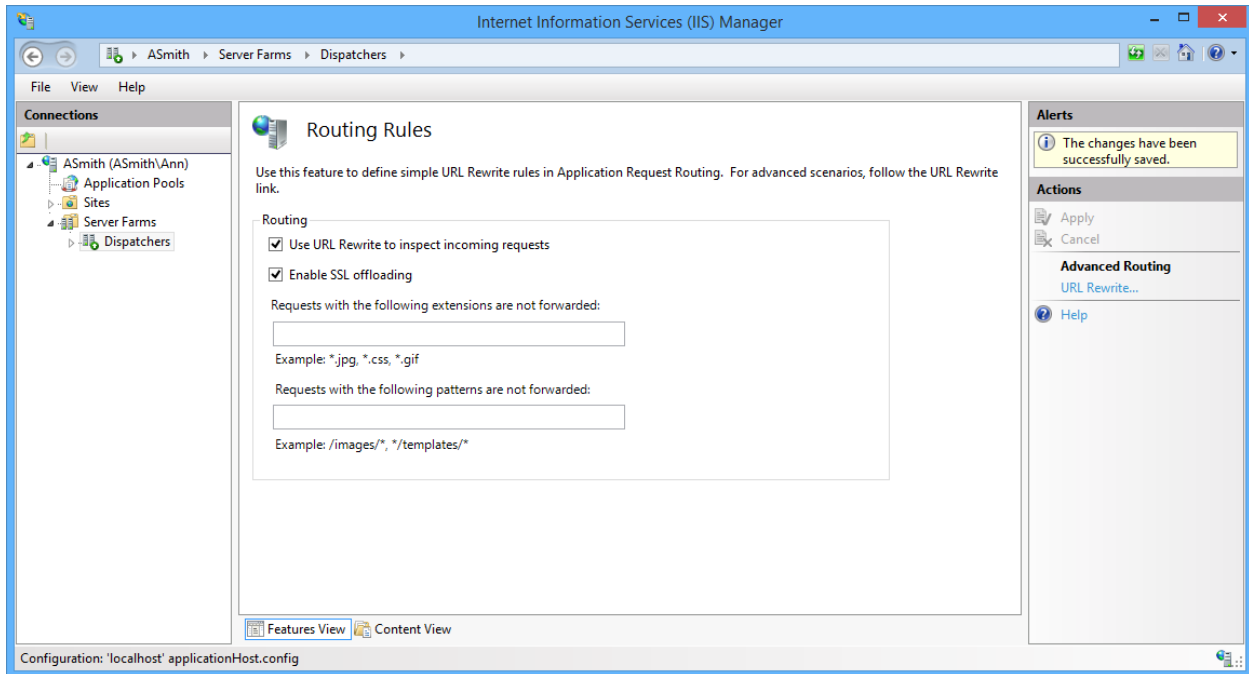 Internet Information Services (IIS) Manager
ASmith Server Farms Dispatchers
File View Help
Connections
ASmith (ASmith\Ann)
Application Pools
Sites
Server Farms
Dispatchers
Routing Rules
Use this feature to define simple URL Rewrite rules in Application Request Routing. For advanced scenarios, follow the URL Rewrite
link.
Routing
Use URL Rewrite to inspect incoming requests
Enable SSL offloading
Requests with the following extensions are not forwarded:
Example: *.jpg, *.css, *.gif
Requests with the following patterns are not forwarded:
Example: /images/*, */templates/*
Features View Content View
Alerts
The changes have been
successfully saved.
Actions
Apply
Cancel
Advanced Routing
URL Rewrite...
Help
Configuration: 'localhost' applicationHost.config